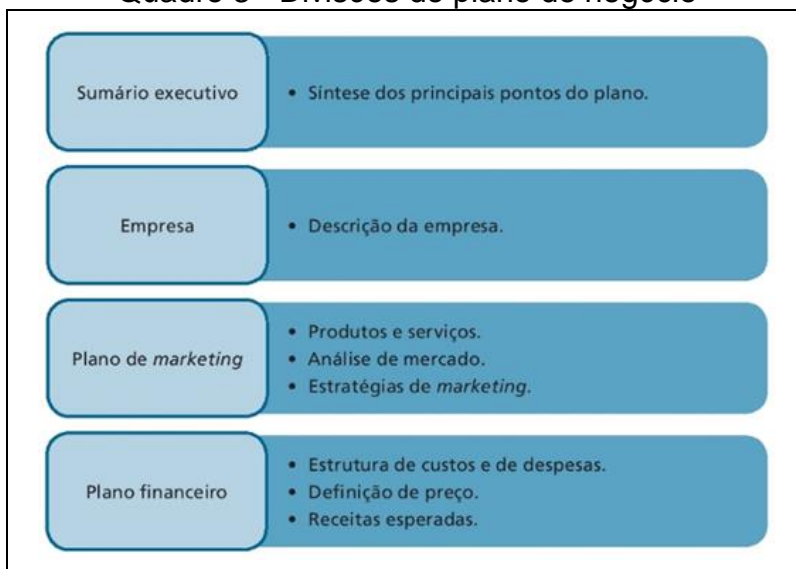 Sumário executivo
• Síntese dos principais pontos do plano.
Empresa
• Descrição da empresa.
Plano de marketing
• Produtos e serviços.
• Análise de mercado.
• Estratégias de marketing.
Plano financeiro
• Estrutura de custos e de despesas.
• Definição de preço.
• Receitas esperadas.